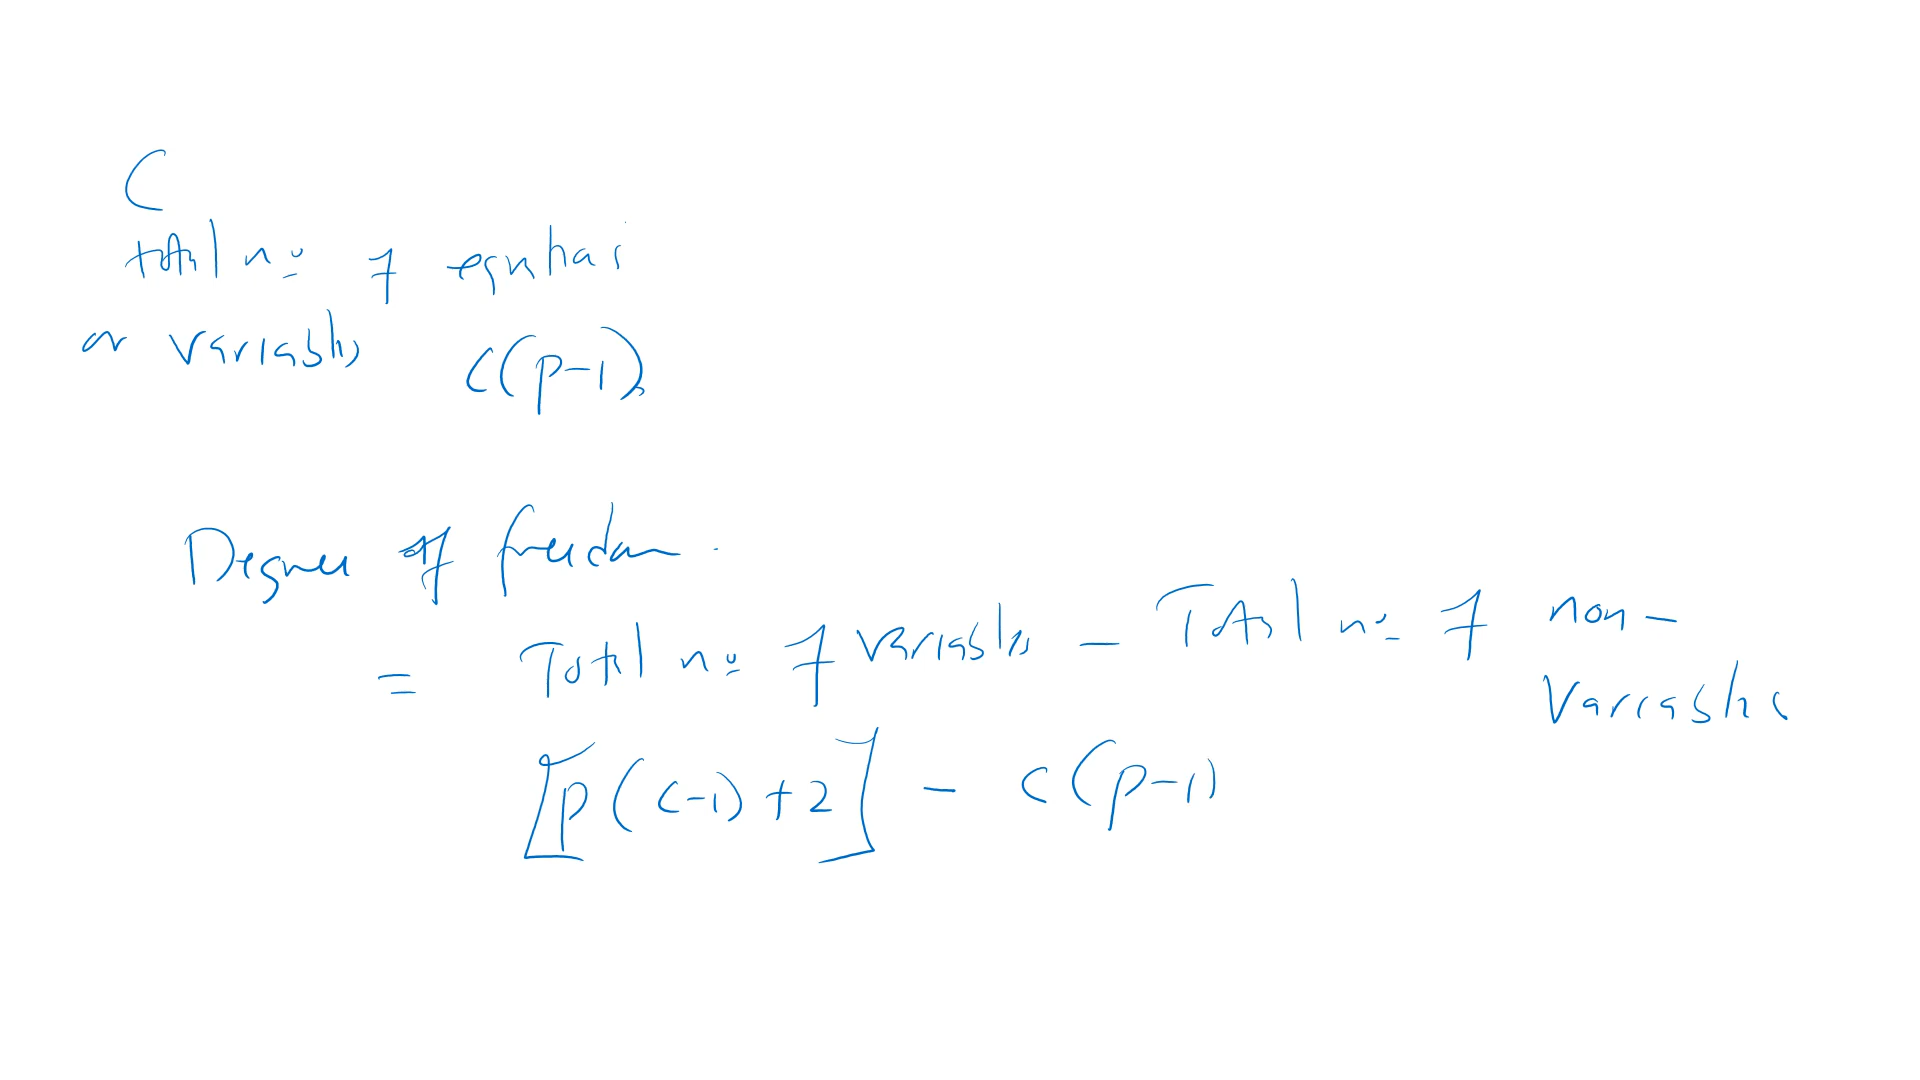 C
total no of equations
or variables C(P-1)
Degree of freedom.
= Total no of variables - Total no of non-
variables
[P(C-1)+2] - C(P-1)